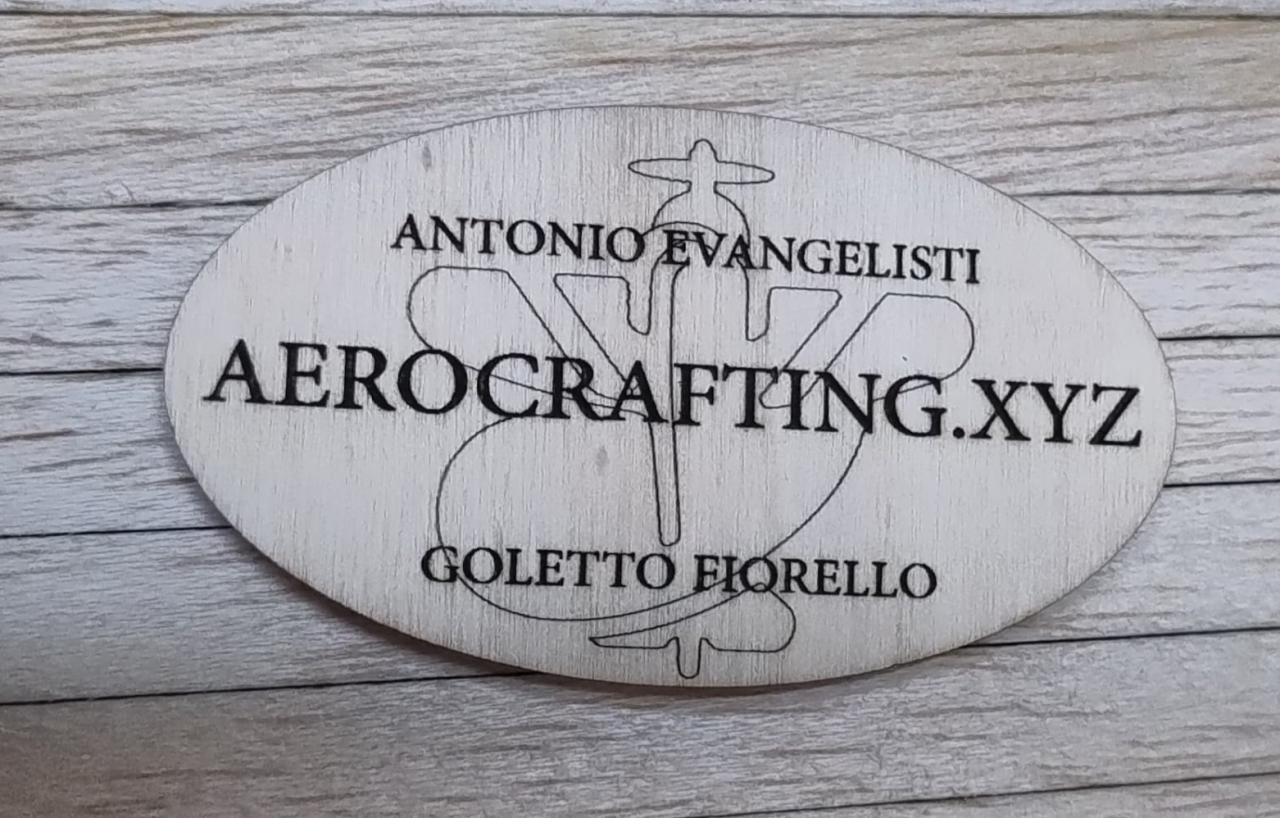 ANTONIO EVANGELISTI
AEROCRAFTING.XYZ
GOLETTO FIORELLO